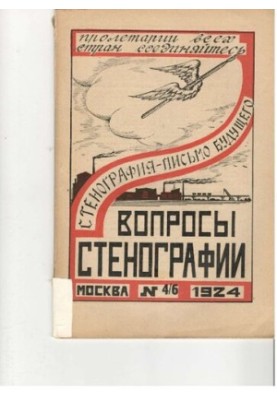 пролетарии всех
стран соединяйтесь
СТЕНОГРАФИЯ-ПИСЬМО БУДУЩЕГО
ВОПРОСЫ
СТЕНОГРАФИИ
МОСКВА № 4/6 1924